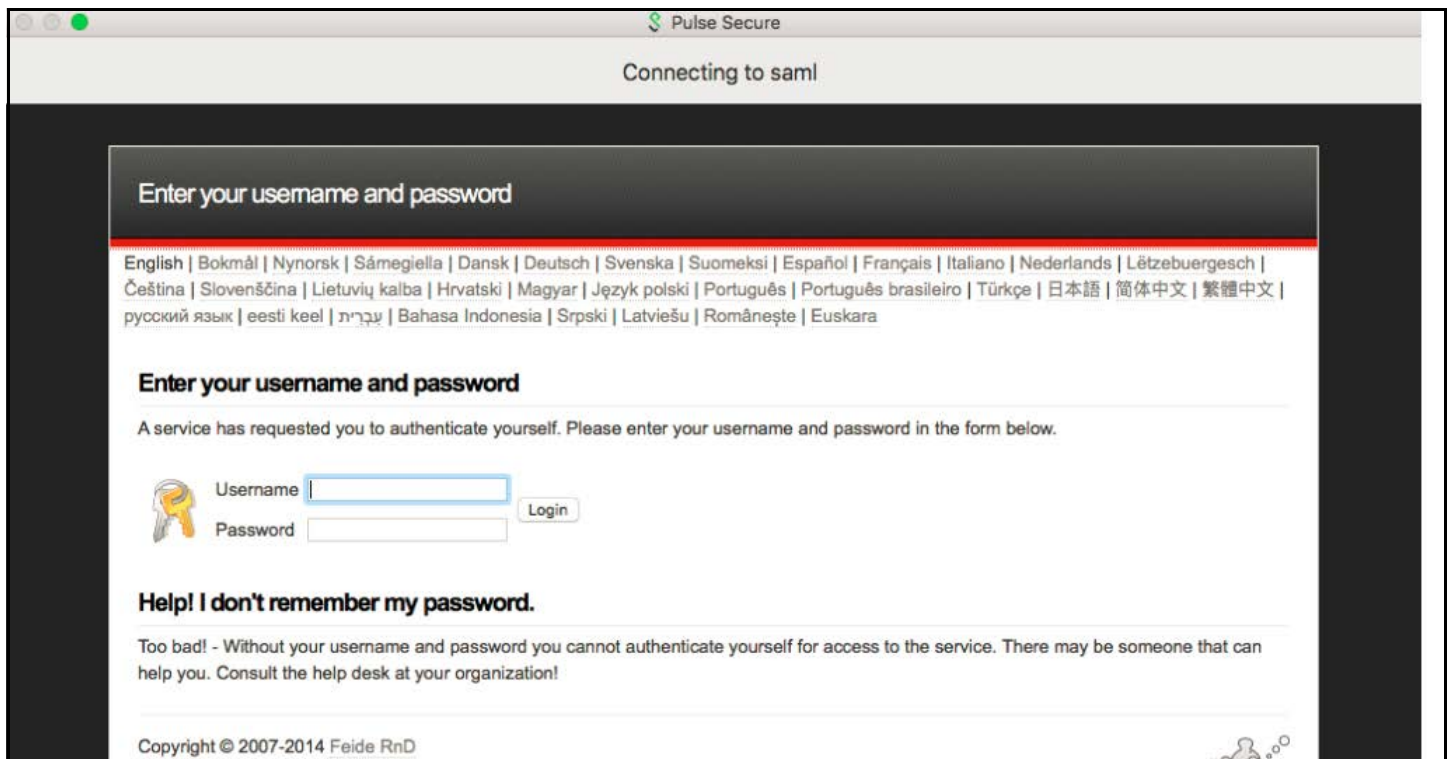 Pulse Secure
Connecting to saml
Enter your username and password
English | Bokmål | Nynorsk | Sámegiella | Dansk | Deutsch | Svenska | Suomeksi | Español | Français | Italiano | Nederlands | Lëtzebuergesch |
Čeština | Slovenščina | Lietuvių kalba | Hrvatski | Magyar | Język polski | Português | Português brasileiro | Türkçe | 日本語 | 简体中文 | 繁體中文 |
русский язык | eesti keel | עִבְרִית | Bahasa Indonesia | Srpski | Latviešu | Românește | Euskara
Enter your username and password
A service has requested you to authenticate yourself. Please enter your username and password in the form below.
Username
Login
Password
Help! I don't remember my password.
Too bad! - Without your username and password you cannot authenticate yourself for access to the service. There may be someone that can
help you. Consult the help desk at your organization!
Copyright © 2007-2014 Feide RnD